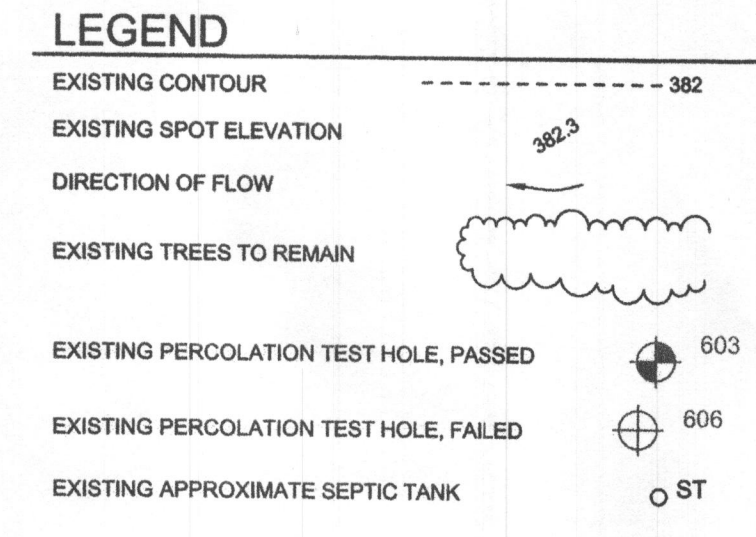 LEGEND
EXISTING CONTOUR 382
EXISTING SPOT ELEVATION 382.3
DIRECTION OF FLOW
EXISTING TREES TO REMAIN
EXISTING PERCOLATION TEST HOLE, PASSED 603
EXISTING PERCOLATION TEST HOLE, FAILED 606
EXISTING APPROXIMATE SEPTIC TANK ST